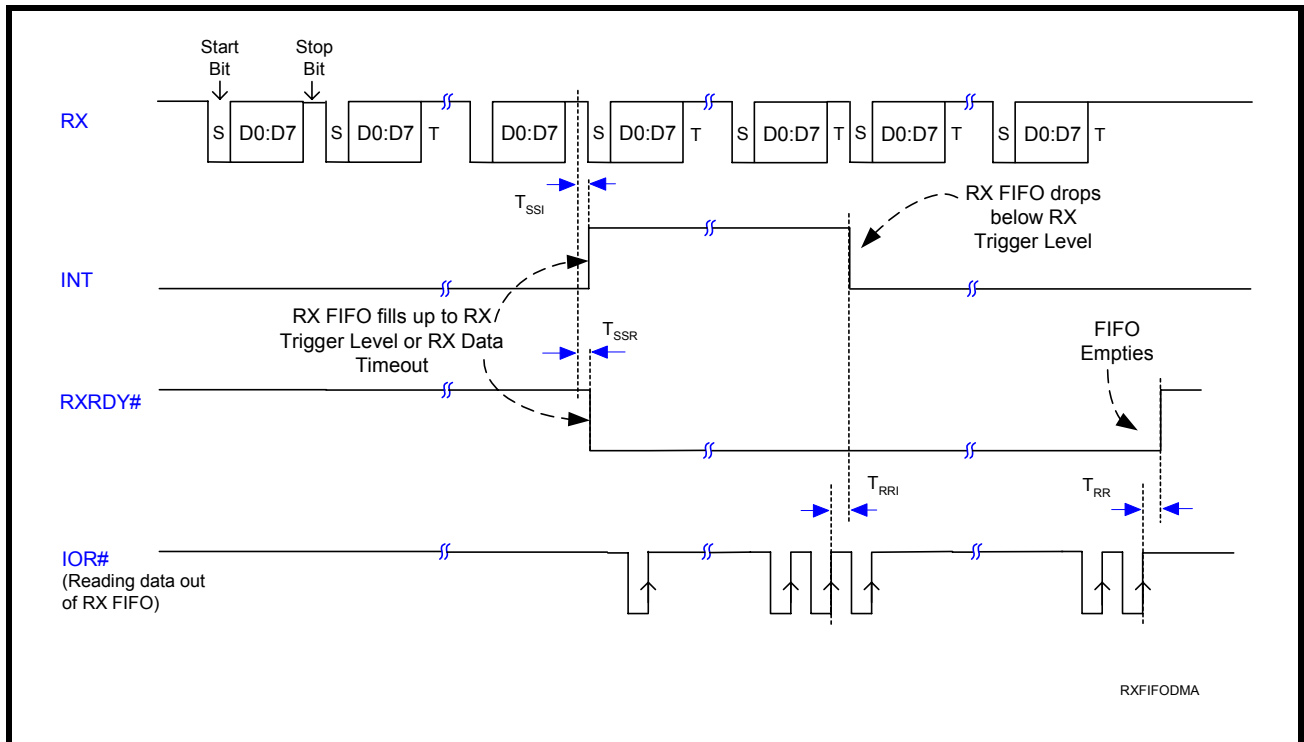 Start
Bit
Stop
Bit
RX
S D0:D7 S D0:D7 T D0:D7 S D0:D7 T S D0:D7 T S D0:D7 T S D0:D7 T
TSSI
RX FIFO drops
below RX
Trigger Level
INT
RX FIFO fills up to RX
Trigger Level or RX Data
Timeout
TSSR
FIFO
Empties
RXRDY#
TRRI
TRR
IOR#
(Reading data out
of RX FIFO)
RXFIFODMA